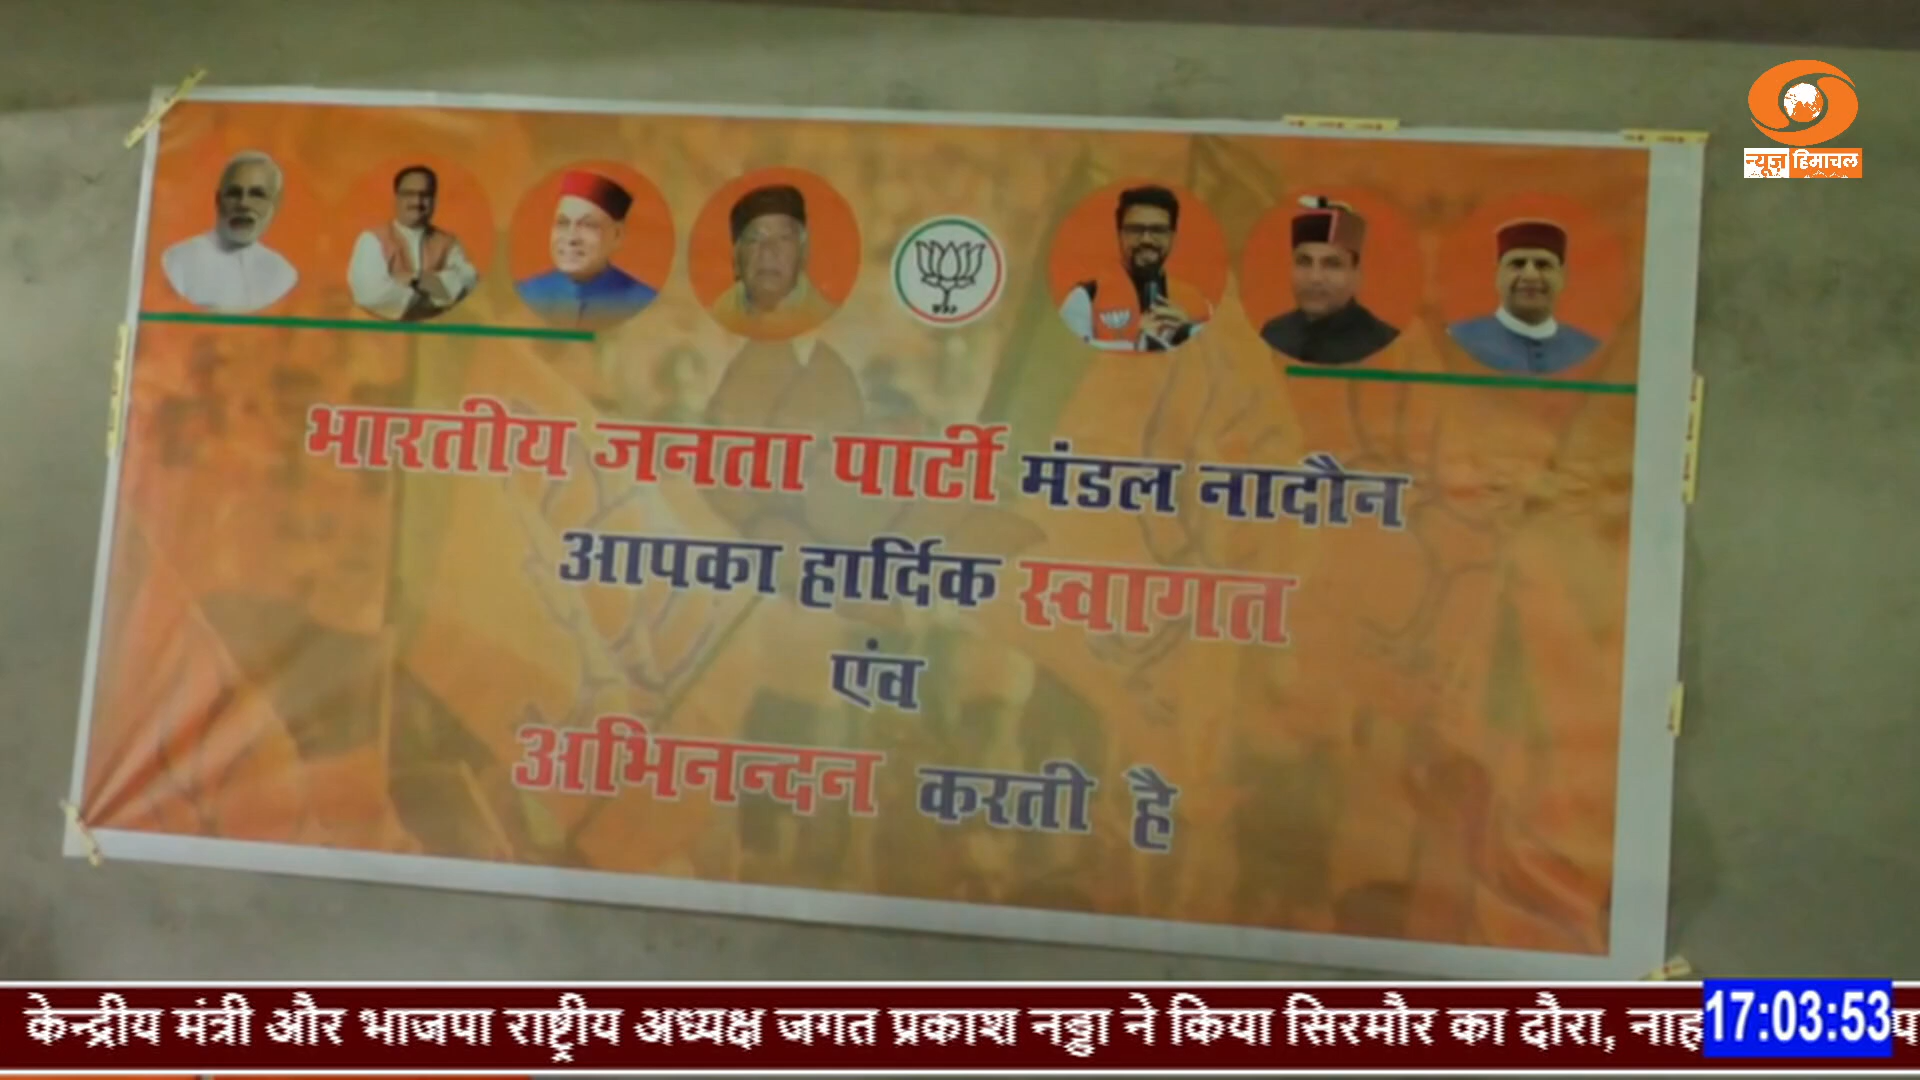 न्यूज़ हिमाचल
भारतीय जनता पार्टी मंडल नादौन
आपका हार्दिक स्वागत
एंव
अभिनन्दन करती है
केन्द्रीय मंत्री और भाजपा राष्ट्रीय अध्यक्ष जगत प्रकाश नड्डा ने किया सिरमौर का दौरा, नाह
17:03:53